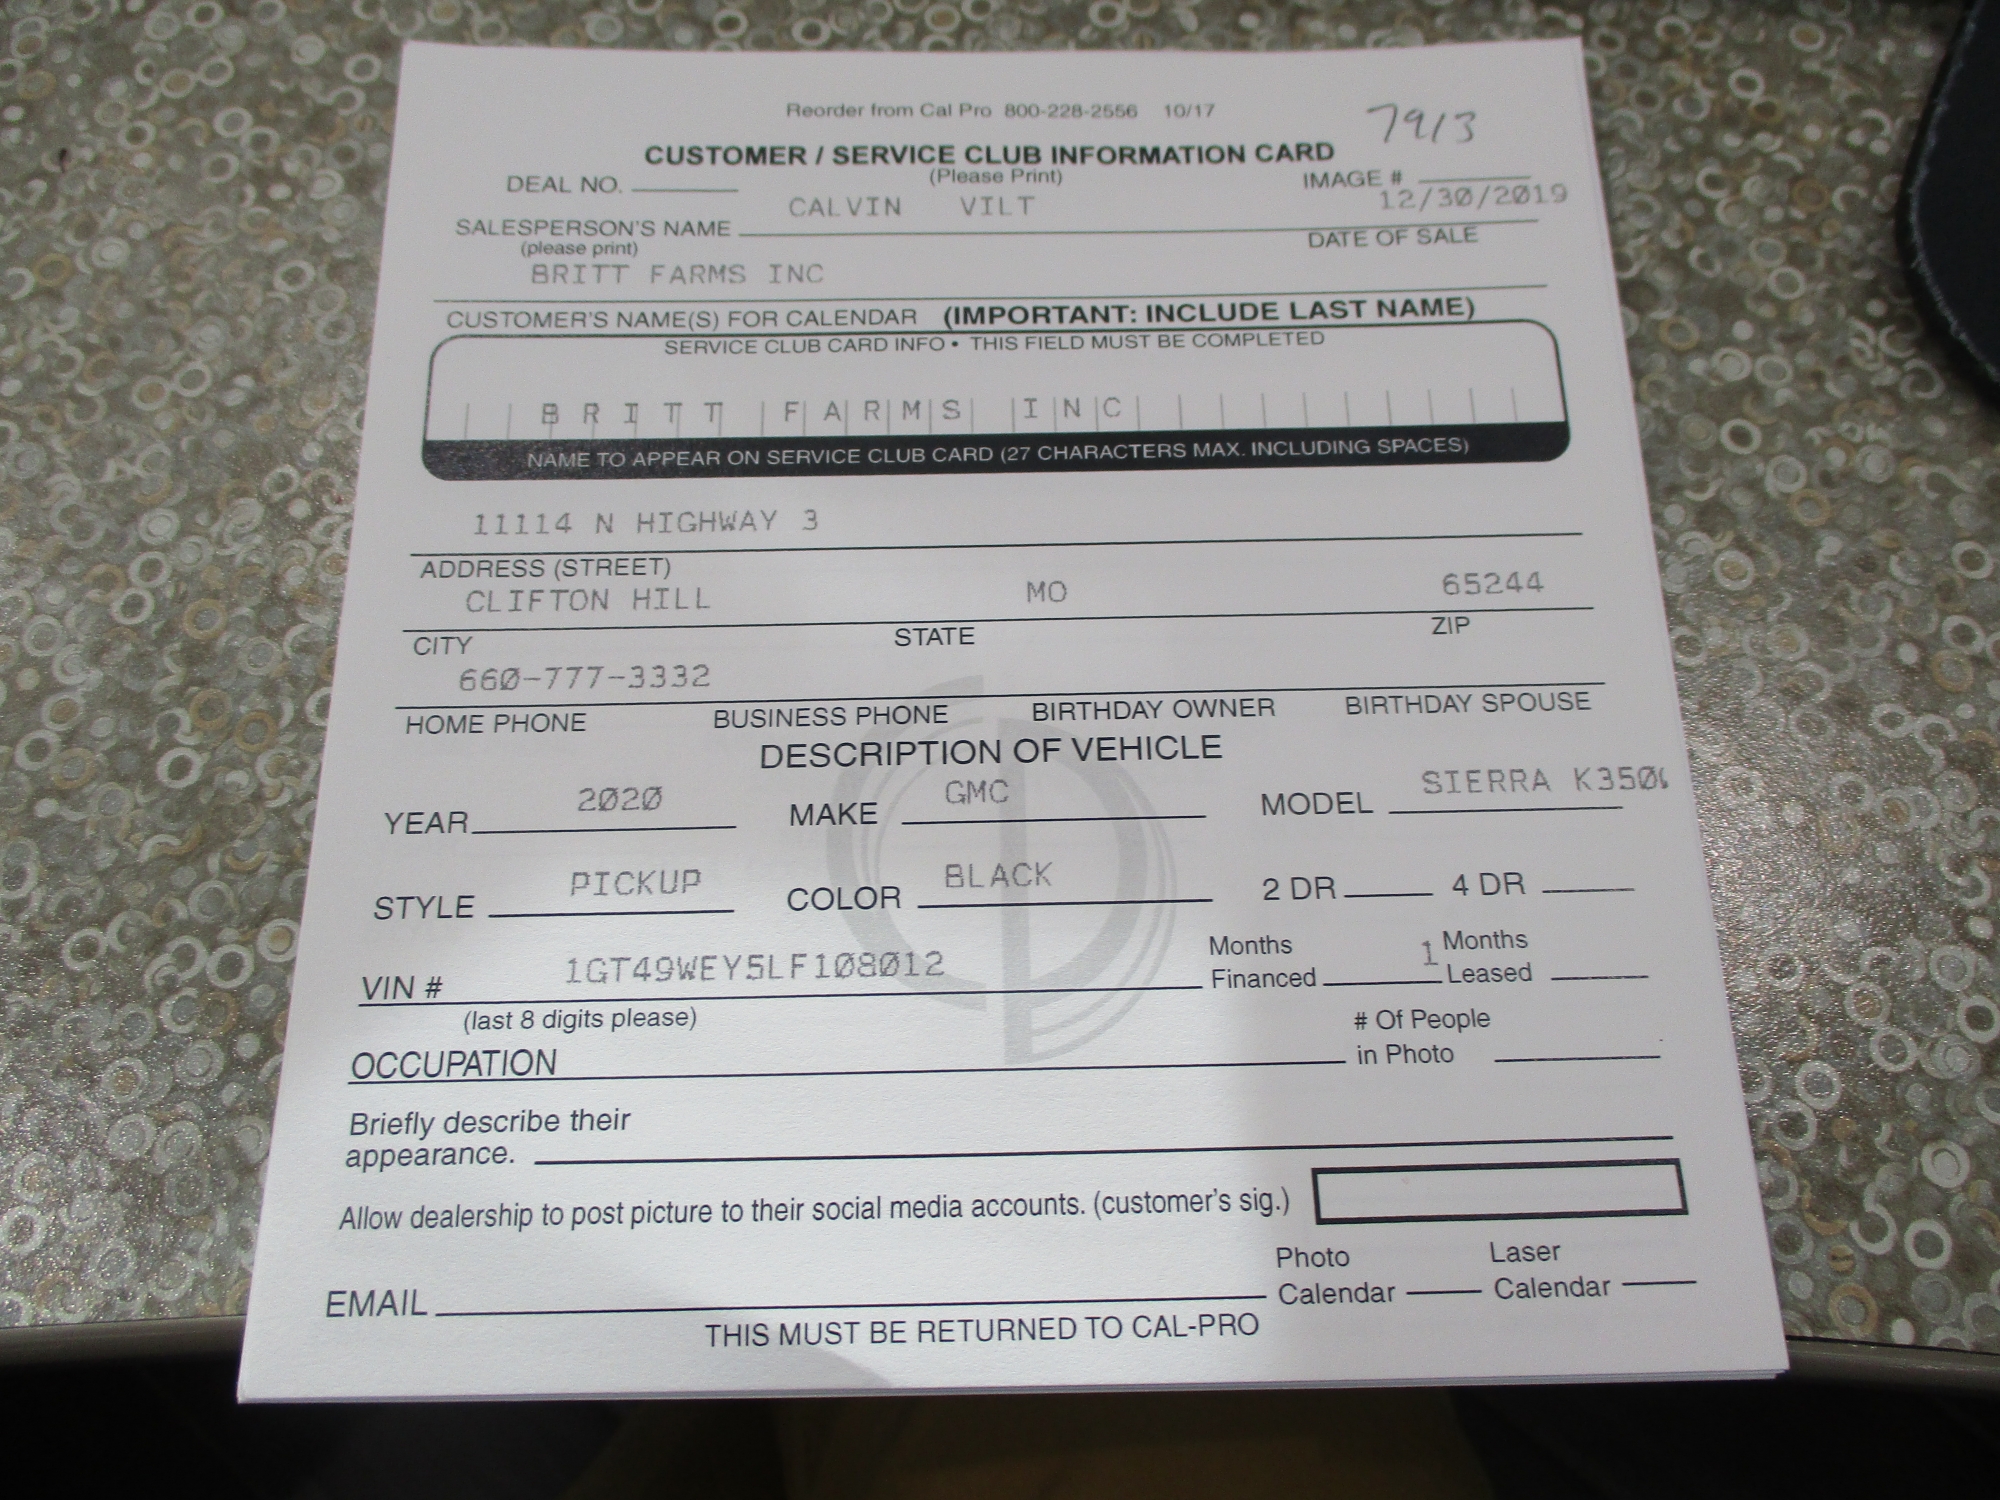 Reorder from Cal Pro 800-228-2556 10/17
7913
CUSTOMER / SERVICE CLUB INFORMATION CARD
(Please Print)
DEAL NO. IMAGE #
CALVIN VILT 12/30/2019
SALESPERSON'S NAME DATE OF SALE
(please print)
BRITT FARMS INC
CUSTOMER'S NAME(S) FOR CALENDAR (IMPORTANT: INCLUDE LAST NAME)
SERVICE CLUB CARD INFO • THIS FIELD MUST BE COMPLETED
BRITT FARMS INC
NAME TO APPEAR ON SERVICE CLUB CARD (27 CHARACTERS MAX. INCLUDING SPACES)
11114 N HIGHWAY 3
ADDRESS (STREET)
CLIFTON HILL MO 65244
CITY STATE ZIP
660-777-3332
HOME PHONE BUSINESS PHONE BIRTHDAY OWNER BIRTHDAY SPOUSE
DESCRIPTION OF VEHICLE
YEAR 2020 MAKE GMC MODEL SIERRA K350
STYLE PICKUP COLOR BLACK 2 DR 4 DR
VIN # 1GT49WEY5LF108012 Months Financed 1 Months Leased
(last 8 digits please)
OCCUPATION # Of People in Photo
Briefly describe their
appearance.
Allow dealership to post picture to their social media accounts. (customer's sig.)
EMAIL Photo Calendar Laser Calendar
THIS MUST BE RETURNED TO CAL-PRO